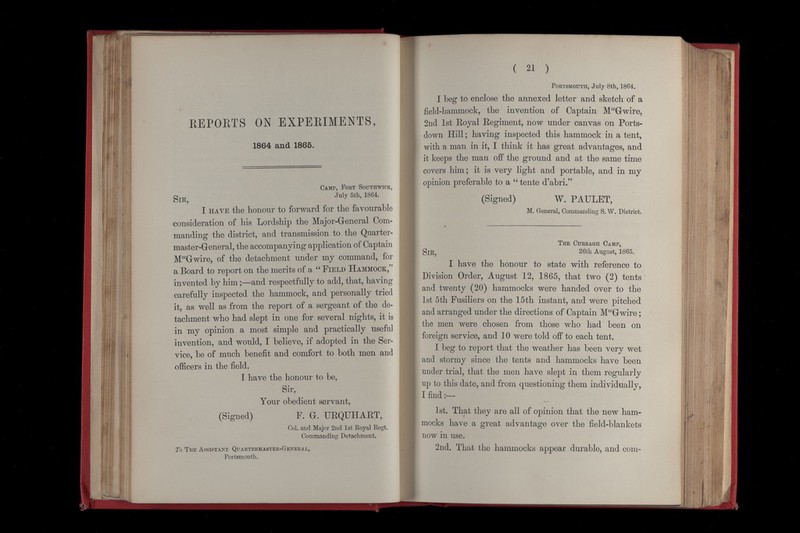 REPORTS ON EXPERIMENTS,
1864 and 1865.
CAMP, FORT SOUTHWICK,
July 5th, 1864.
SIR,
I HAVE the honour to forward for the favourable
consideration of his Lordship the Major-General Com-
manding the district, and transmission to the Quarter-
master-General, the accompanying application of Captain
McGwire, of the detachment under my command, for
a Board to report on the merits of a “ FIELD HAMMOCK,”
invented by him ;—and respectfully to add, that, having
carefully inspected the hammock, and personally tried
it, as well as from the report of a sergeant of the de-
tachment who had slept in one for several nights, it is
in my opinion a most simple and practically useful
invention, and would, I believe, if adopted in the Ser-
vice, be of much benefit and comfort to both men and
officers in the field.
I have the honour to be,
Sir,
Your obedient servant,
(Signed) F. G. URQUHART,
Col. and Major 2nd 1st Royal Regt.
Commanding Detachment.
To THE ASSISTANT QUARTERMASTER-GENERAL,
Portsmouth.
( 21 )
PORTSMOUTH, July 8th, 1864.
I beg to enclose the annexed letter and sketch of a
field-hammock, the invention of Captain McGwire,
2nd 1st Royal Regiment, now under canvas on Ports-
down Hill; having inspected this hammock in a tent,
with a man in it, I think it has great advantages, and
it keeps the man off the ground and at the same time
covers him; it is very light and portable, and in my
opinion preferable to a “ tente d'abri.”
(Signed) W. PAULET,
M. General, Commanding S. W. District.
THE CURRAGH CAMP,
26th August, 1865.
SIR,
I have the honour to state with reference to
Division Order, August 12, 1865, that two (2) tents
and twenty (20) hammocks were handed over to the
1st 5th Fusiliers on the 15th instant, and were pitched
and arranged under the directions of Captain McGwire;
the men were chosen from those who had been on
foreign service, and 10 were told off to each tent.
I beg to report that the weather has been very wet
and stormy since the tents and hammocks have been
under trial, that the men have slept in them regularly
up to this date, and from questioning them individually,
I find :—
1st. That they are all of opinion that the new ham-
mocks have a great advantage over the field-blankets
now in use.
2nd. That the hammocks appear durable, and com-